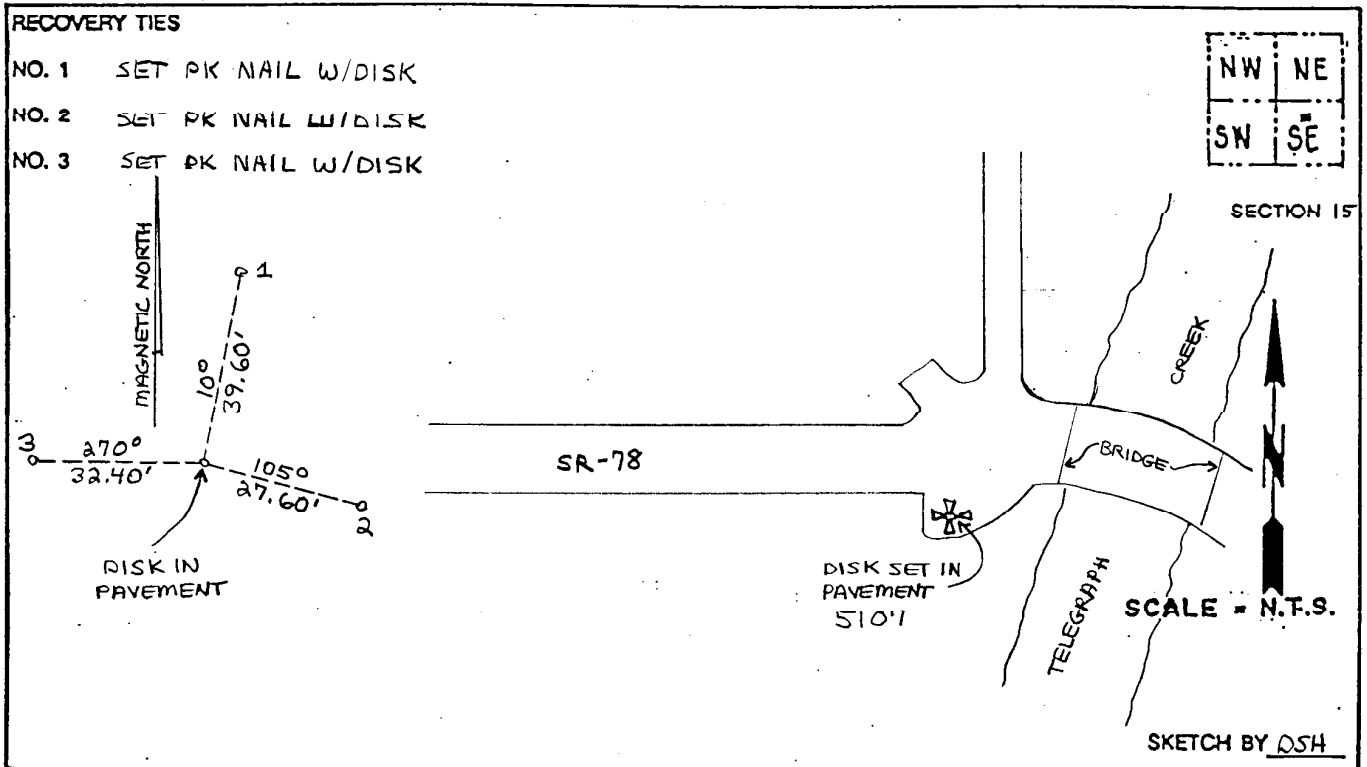 RECOVERY TIES
NO. 1 SET PK NAIL W/DISK
NO. 2 SET PK NAIL W/DISK
NO. 3 SET PK NAIL W/DISK
NW NE
SW SE
SECTION 15
MAGNETIC NORTH
1
10°
39.60'
3
270°
32.40'
105°
27.60'
2
DISK IN
PAVEMENT
SR-78
CREEK
BRIDGE
DISK SET IN
PAVEMENT
TELEGRAPH
N
SCALE = N.T.S.
SKETCH BY DSH